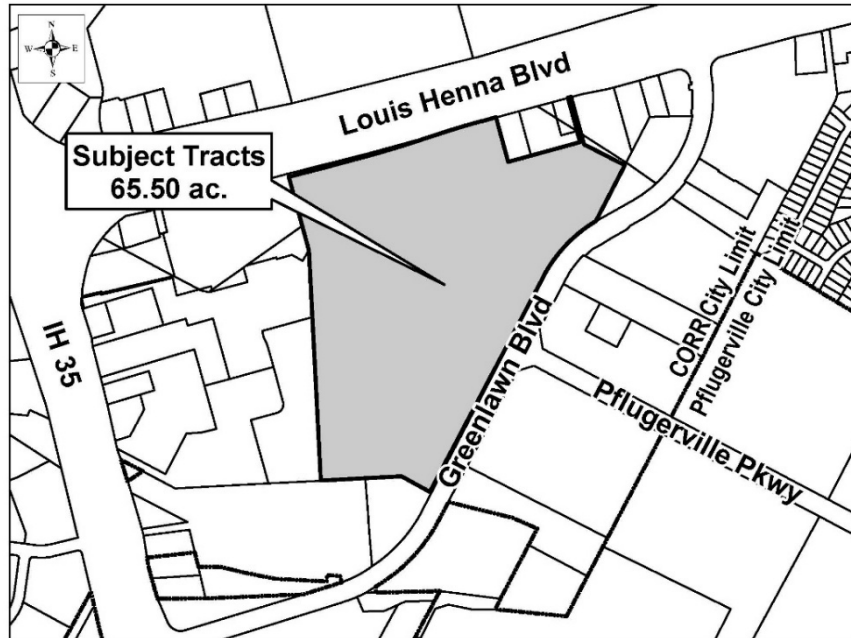 N
W E
S
Louis Henna Blvd
Subject Tracts
65.50 ac.
IH 35
Greenlawn Blvd
CORR City Limit
Pflugerville City Limit
Pflugerville Pkwy